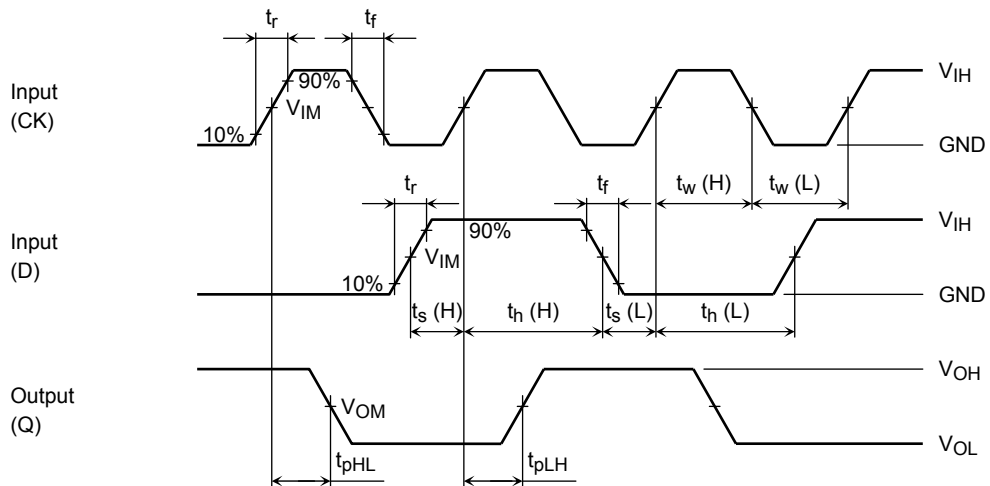 tr tf
Input
(CK)
10%
90%
VIM
VIH
GND
tr tf tw (H) tw (L)
Input
(D)
10%
90%
VIM
VIH
GND
ts (H) th (H) ts (L) th (L)
Output
(Q)
VOM
VOH
VOL
tpHL tpLH